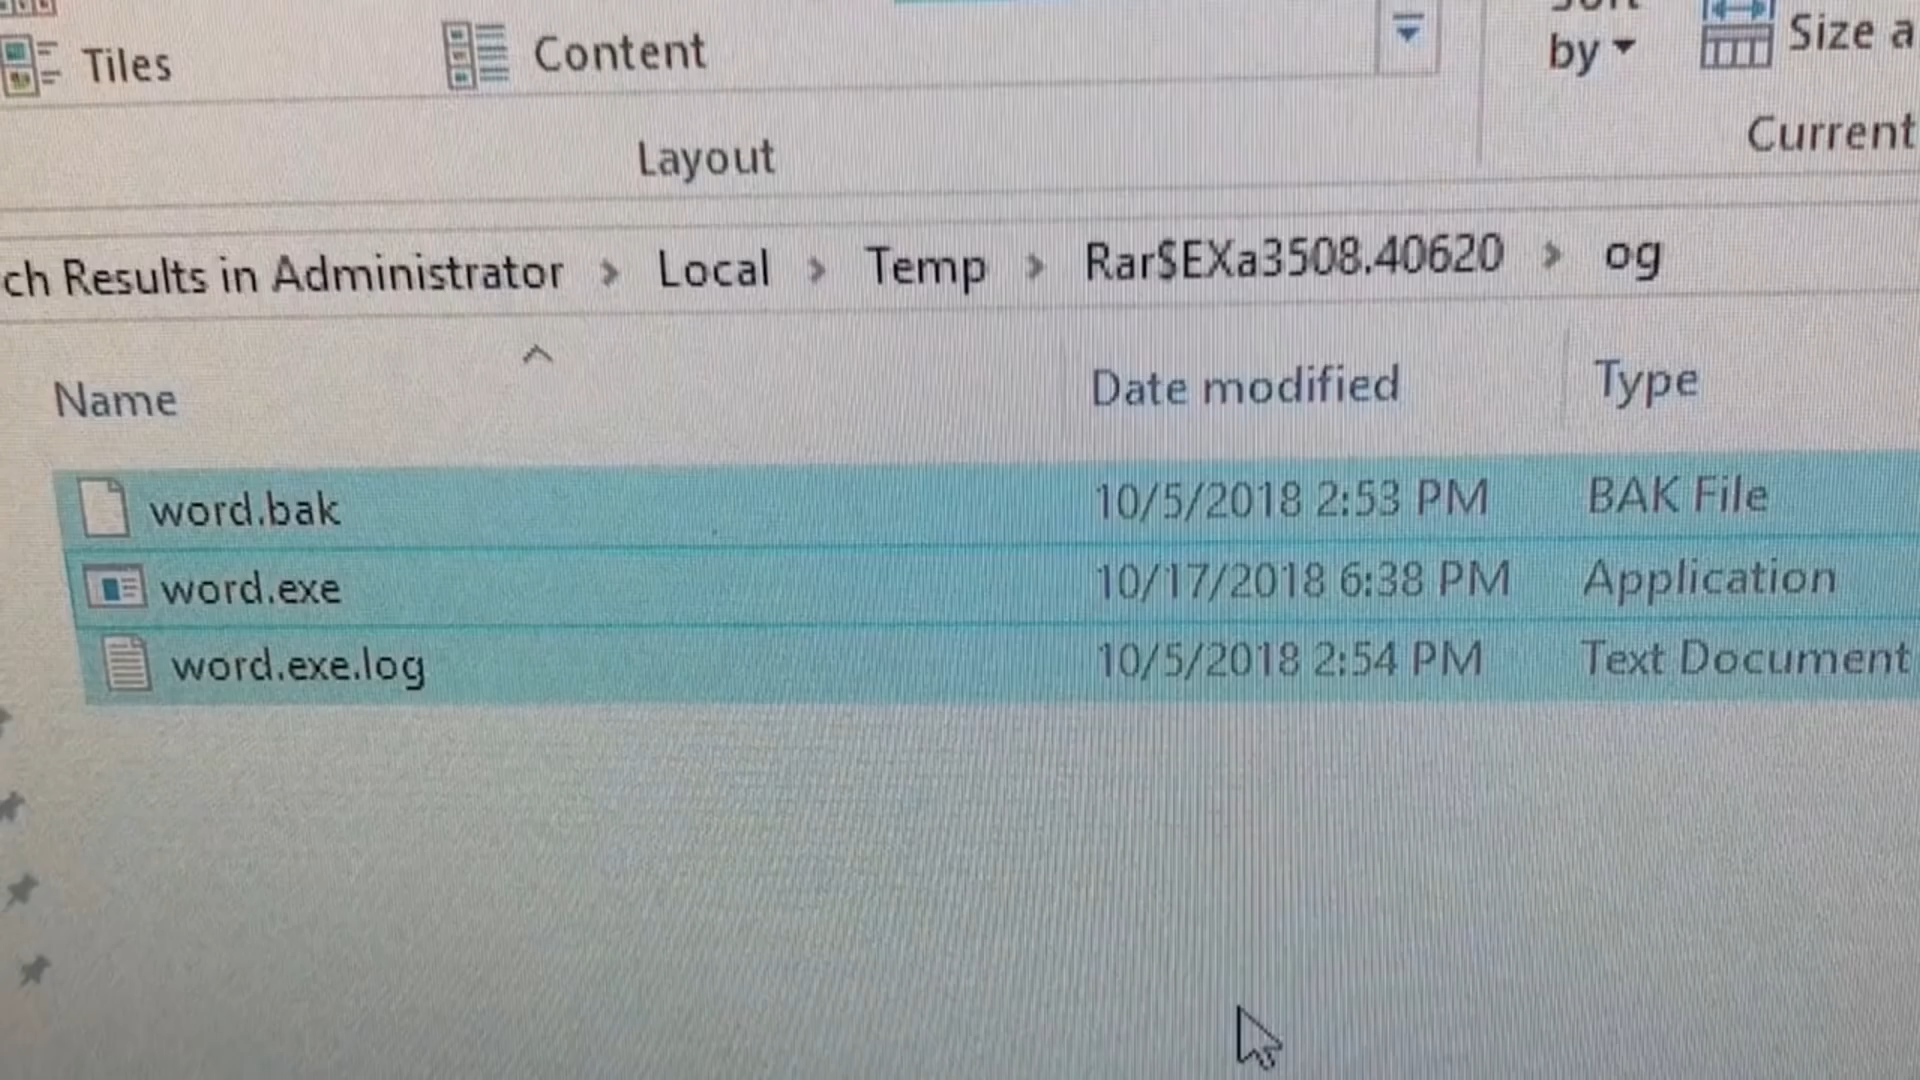 Tiles
Content
by
Size a
Layout
Current
ch Results in Administrator > Local > Temp > Rar$EXa3508.40620 > og
Name
Date modified
Type
word.bak
10/5/2018 2:53 PM
BAK File
word.exe
10/17/2018 6:38 PM
Application
word.exe.log
10/5/2018 2:54 PM
Text Document